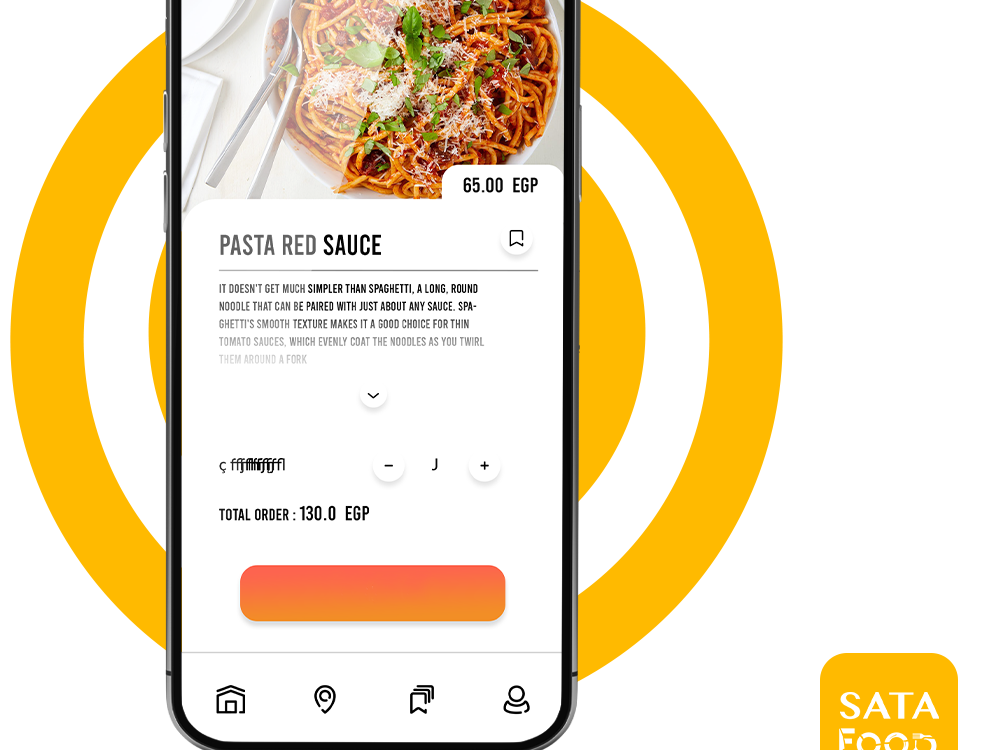 65.00 EGP
PASTA RED SAUCE
IT DOESN'T GET MUCH SIMPLER THAN SPAGHETTI, A LONG, ROUND
NOODLE THAT CAN BE PAIRED WITH JUST ABOUT ANY SAUCE. SPA-
GHETTI'S SMOOTH TEXTURE MAKES IT A GOOD CHOICE FOR THIN
TOMATO SAUCES, WHICH EVENLY COAT THE NOODLES AS YOU TWIRL
THEM AROUND A FORK
− J +
TOTAL ORDER : 130.0 EGP
SATA
FOOD